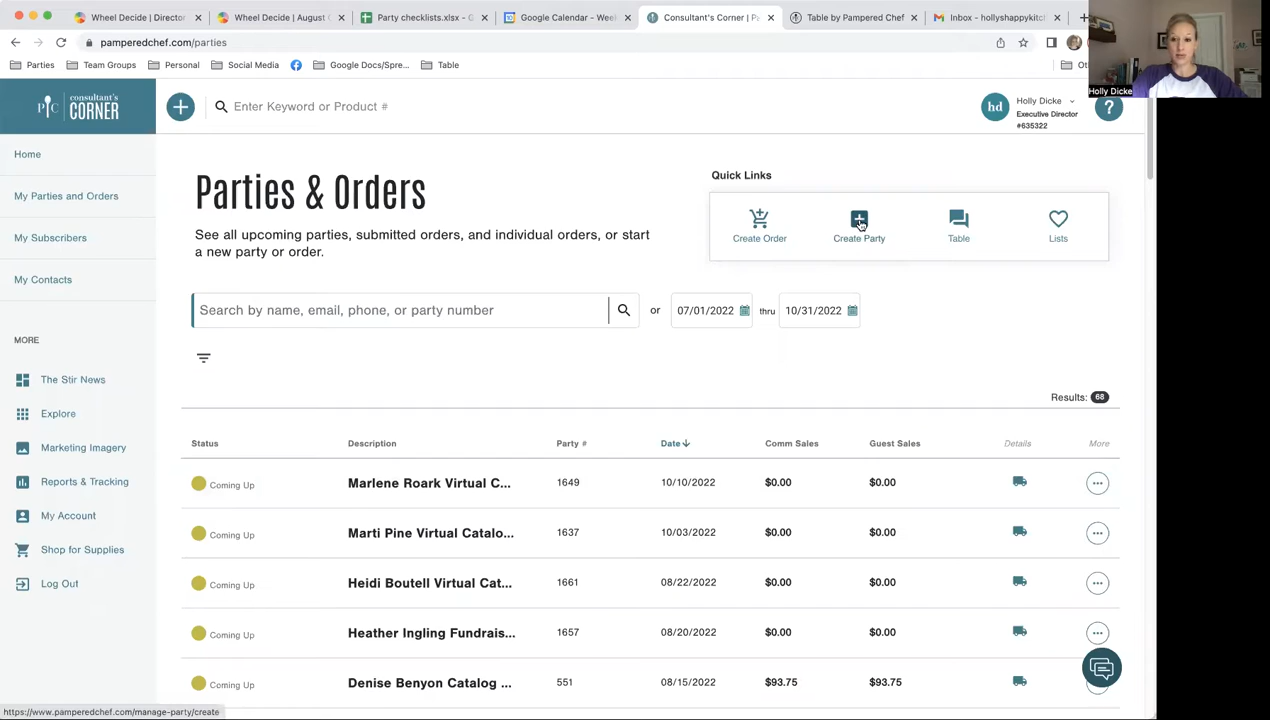 Wheel Decide | Director
Wheel Decide | August
Party checklists.xlsx - G
Google Calendar - Wee
Consultant's Corner | P
Table by Pampered Chef
Inbox - hollyshappykitc
pamperedchef.com/parties
Parties
Team Groups
Personal
Social Media
Google Docs/Spre...
Table
Holly Dicke
PC consultant's CORNER
Enter Keyword or Product #
hd
Holly Dicke
Executive Director
#635322
?
Home
My Parties and Orders
My Subscribers
My Contacts
MORE
The Stir News
Explore
Marketing Imagery
Reports & Tracking
My Account
Shop for Supplies
Log Out
Parties & Orders
See all upcoming parties, submitted orders, and individual orders, or start
a new party or order.
Quick Links
Create Order
Create Party
Table
Lists
Search by name, email, phone, or party number
or
07/01/2022
thru
10/31/2022
Results: 68
Status Description Party # Date Comm Sales Guest Sales Details More
Coming Up Marlene Roark Virtual C... 1649 10/10/2022 $0.00 $0.00
Coming Up Marti Pine Virtual Catalo... 1637 10/03/2022 $0.00 $0.00
Coming Up Heidi Boutell Virtual Cat... 1661 08/22/2022 $0.00 $0.00
Coming Up Heather Ingling Fundrais... 1657 08/20/2022 $0.00 $0.00
Coming Up Denise Benyon Catalog ... 551 08/15/2022 $93.75 $93.75
https://www.pamperedchef.com/manage-party/create